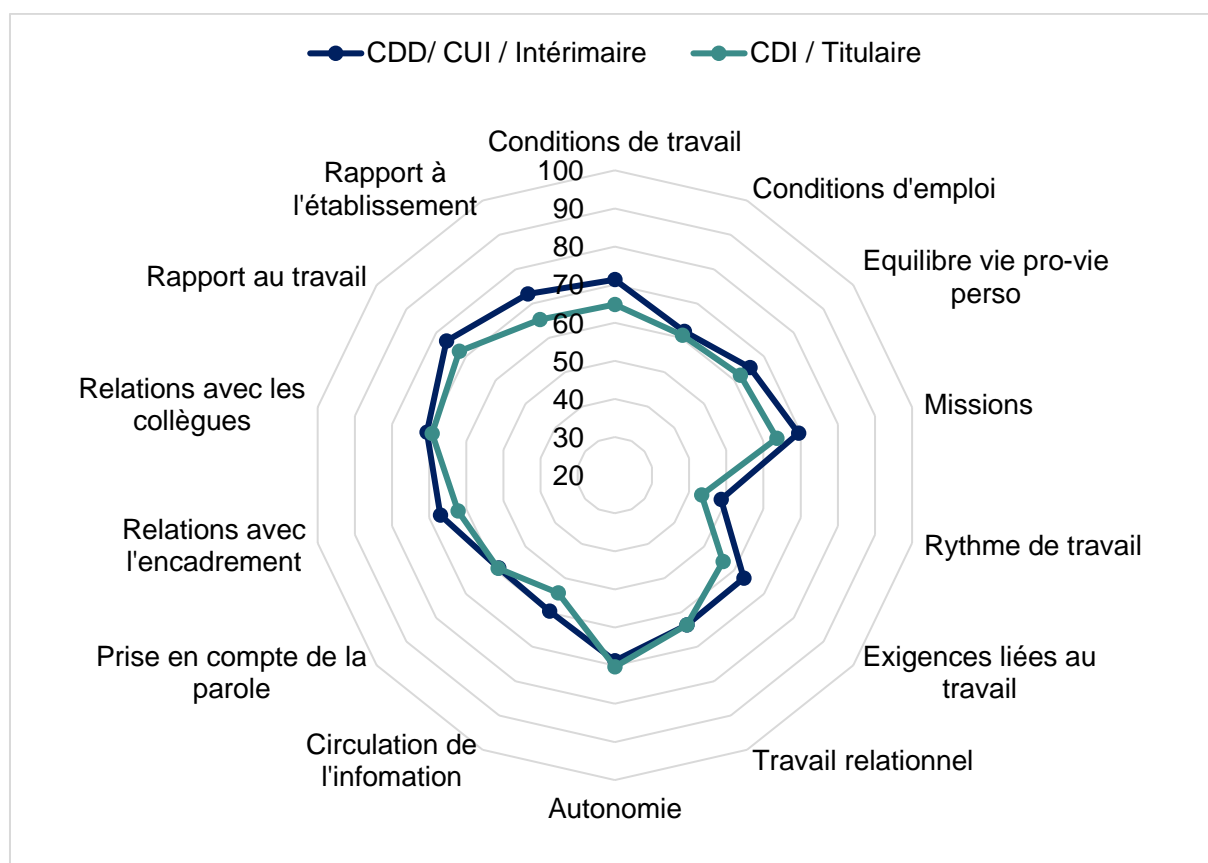 CDD/ CUI / Intérimaire
CDI / Titulaire
Conditions de travail
Conditions d'emploi
Equilibre vie pro-vie
perso
Missions
Rythme de travail
Exigences liées au
travail
Travail relationnel
Autonomie
Circulation de
l'infomation
Prise en compte de la
parole
Relations avec
l'encadrement
Relations avec les
collègues
Rapport au travail
Rapport à
l'établissement
100
90
80
70
60
50
40
30
20